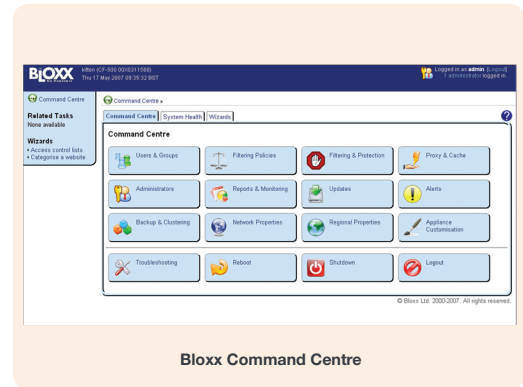 BLOXX
NO NONSENSE
kitten (CF-500 00X0311588)
Thu 17 May 2007 09:35:32 BST
Logged in as admin [Logout]
1 administrator logged in.
Command Centre
Related Tasks
None available
Wizards
• Access control lists
• Categorise a website
Command Centre »
Command Centre
System Health
Wizards
?
Command Centre
Users & Groups
Filtering Policies
Filtering & Protection
Proxy & Cache
Administrators
Reports & Monitoring
Updates
Alerts
Backup & Clustering
Network Properties
Regional Properties
Appliance
Customisation
Troubleshooting
Reboot
Shutdown
Logout
© Bloxx Ltd. 2000-2007. All rights reserved.
Bloxx Command Centre